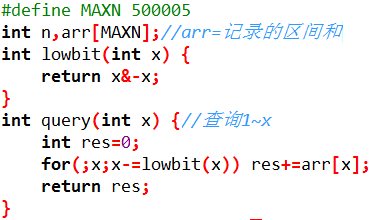 #define MAXN 500005
int n,arr[MAXN];//arr=记录的区间和
int lowbit(int x) {
    return x&-x;
}
int query(int x) {//查询1~x
    int res=0;
    for(;x;x-=lowbit(x)) res+=arr[x];
    return res;
}